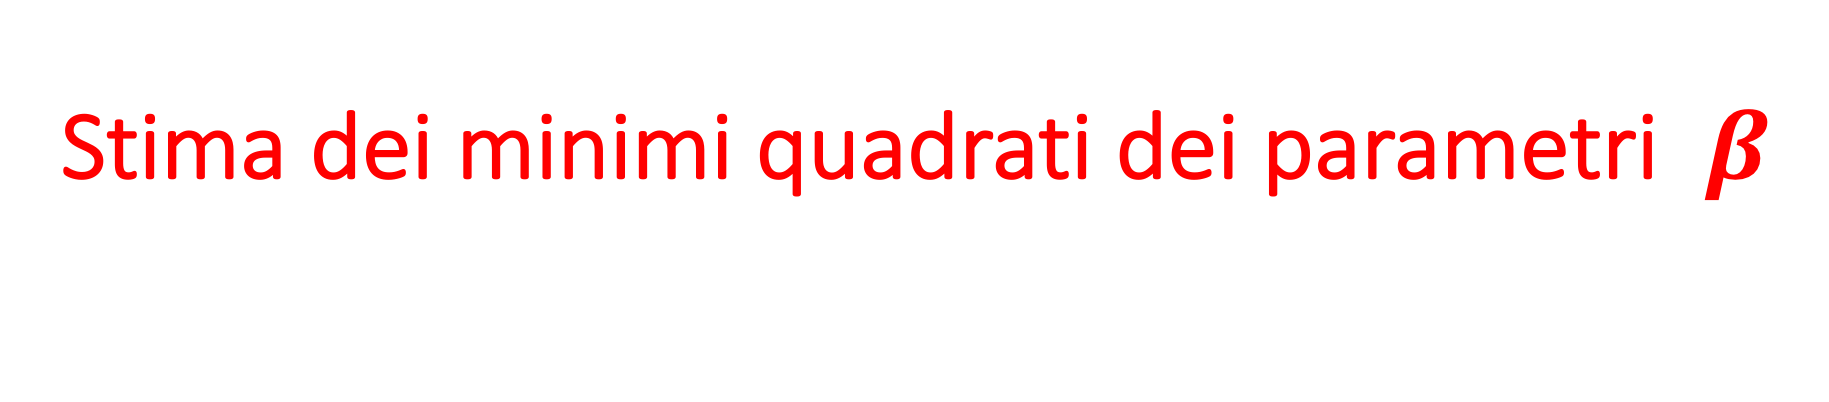 Stima dei minimi quadrati dei parametri β